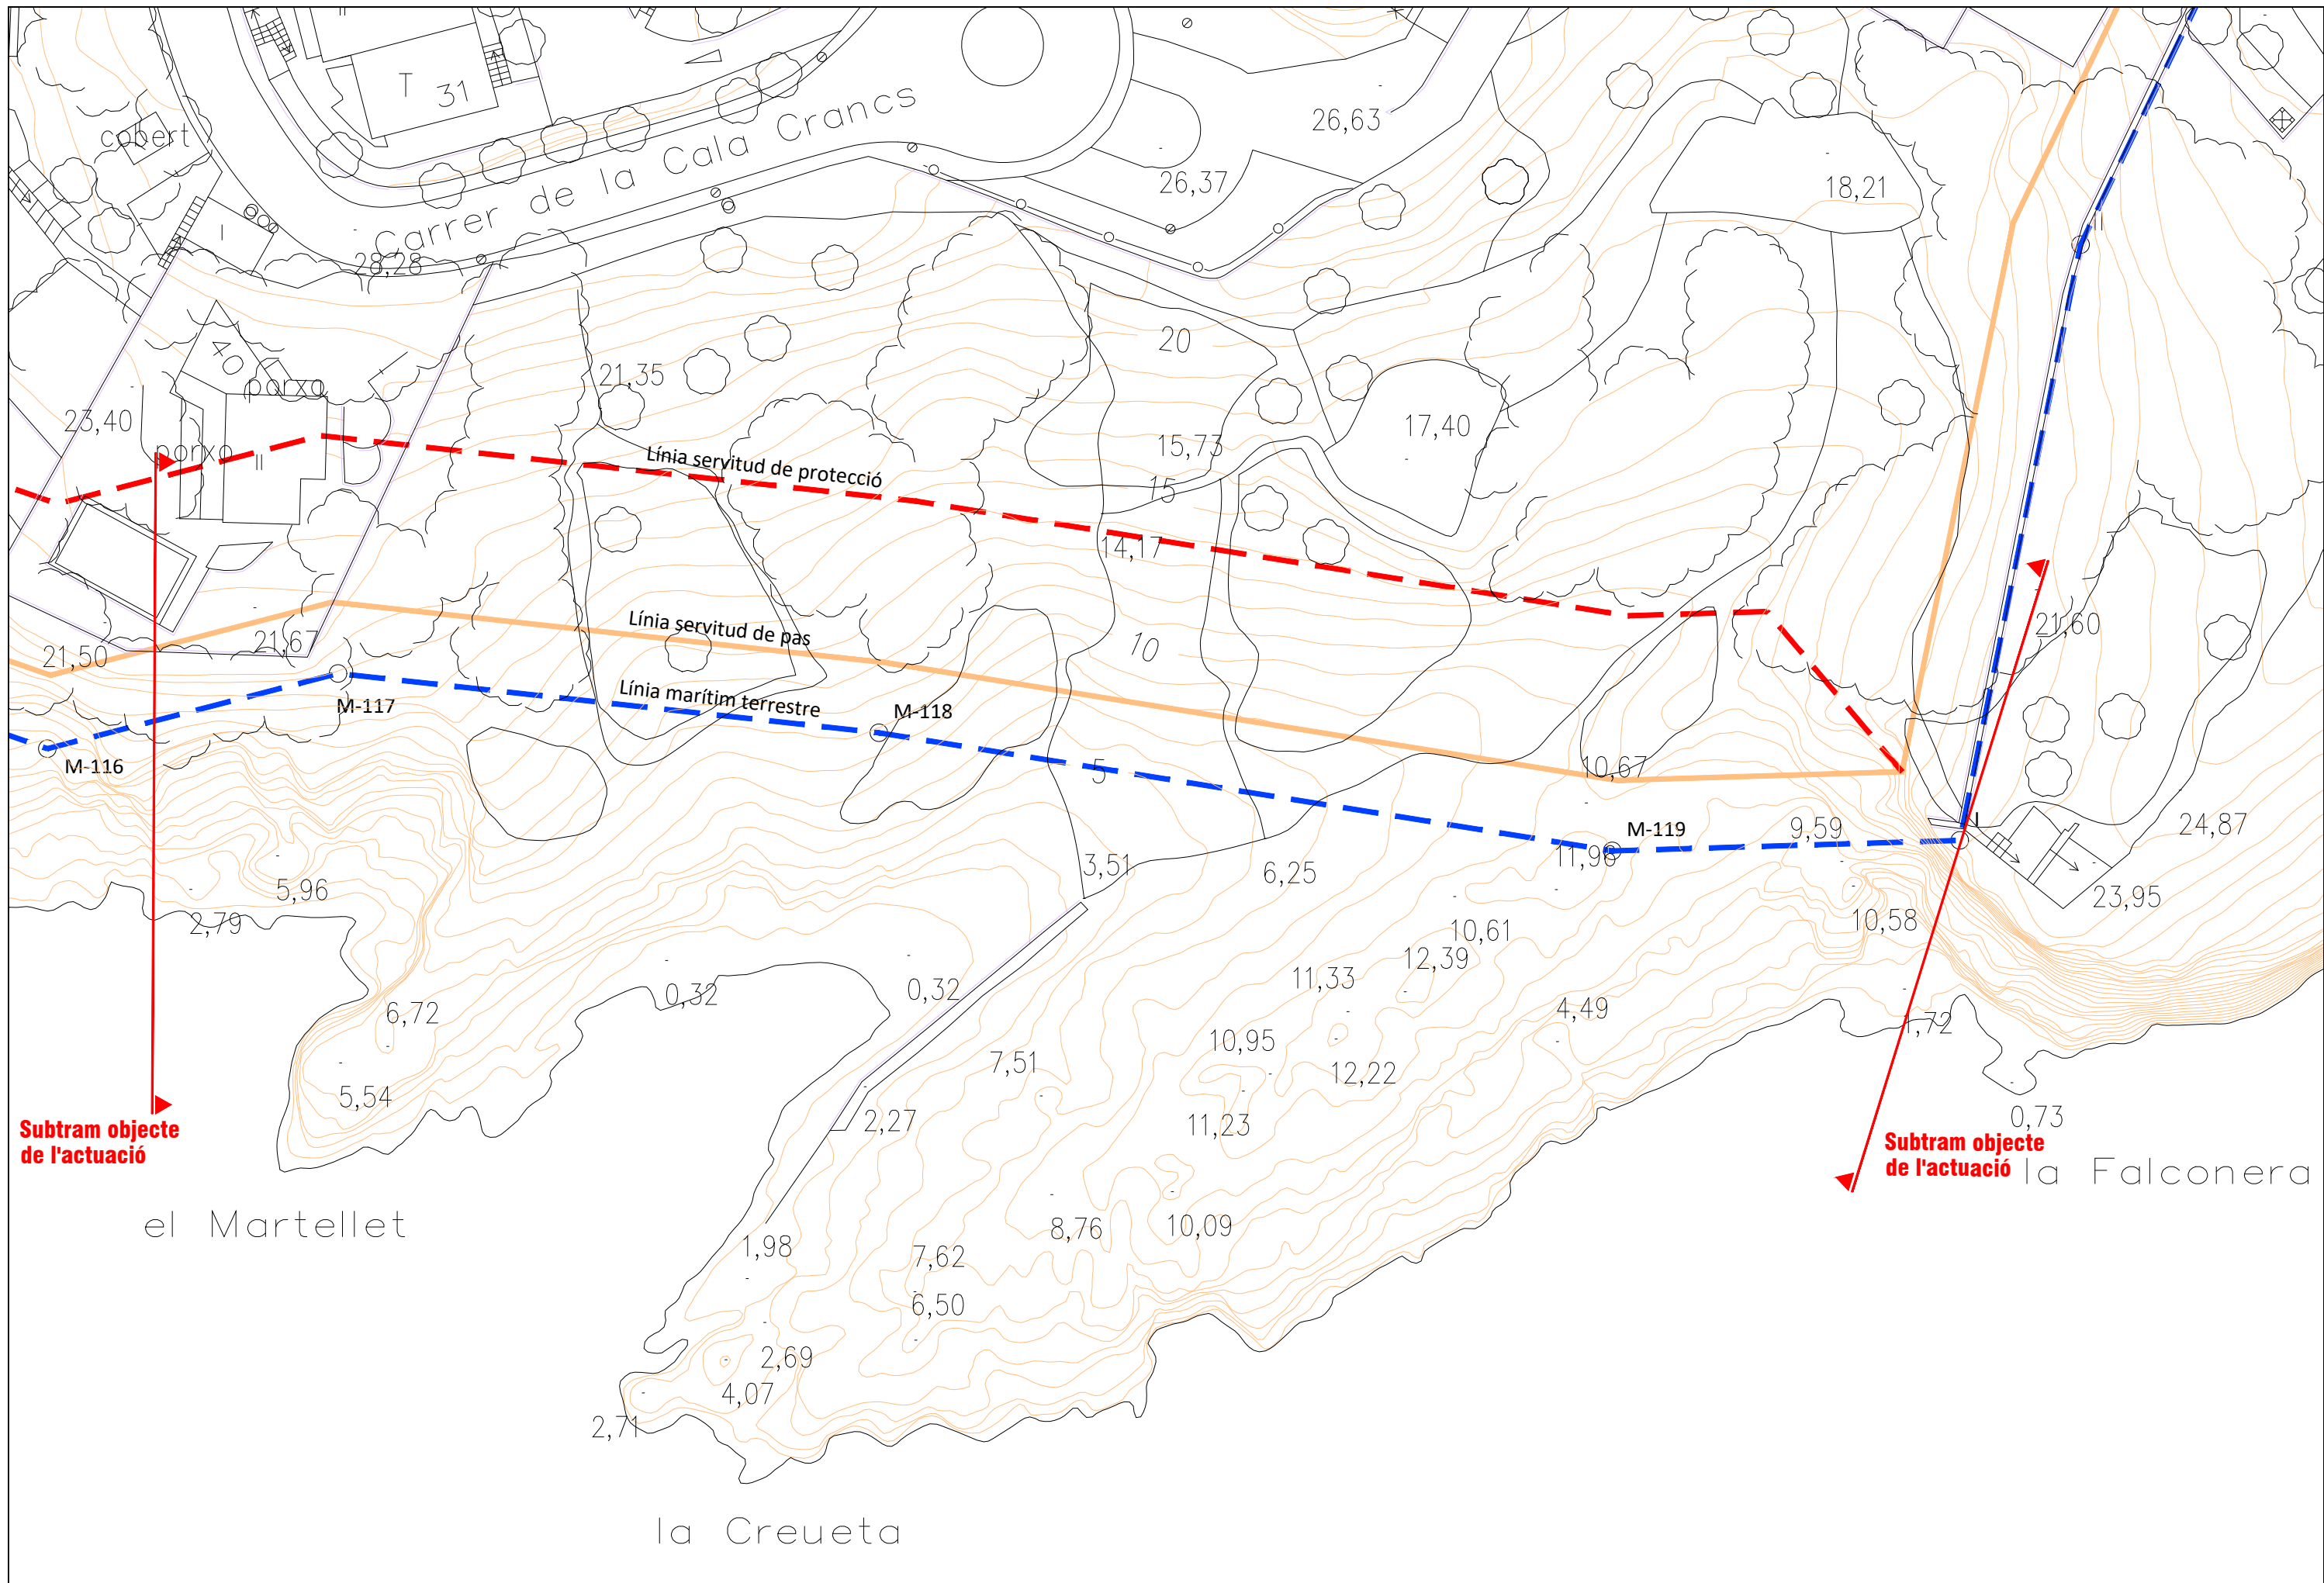 T
31
cobert
Carrer de la Cala Crancs
26,63
26,37
18,21
I
28,28
II
40
porxo
21,35
20
23,40
porxo
II
17,40
15,73
Línia servitud de protecció
15
14,17
21,60
Línia servitud de pas
21,67
10
21,50
Línia marítim terrestre
M-117
M-118
M-116
5
10,67
M-119
9,59
24,87
11,96
3,51
6,25
5,96
2,79
23,95
10,58
10,61
12,39
11,33
0,32
0,32
6,72
4,49
1,72
10,95
7,51
12,22
5,54
2,27
11,23
0,73
Subtram objecte
de l'actuació
Subtram objecte
de l'actuació
la Falconera
el Martellet
8,76
10,09
1,98
7,62
6,50
2,69
4,07
2,71
la Creueta